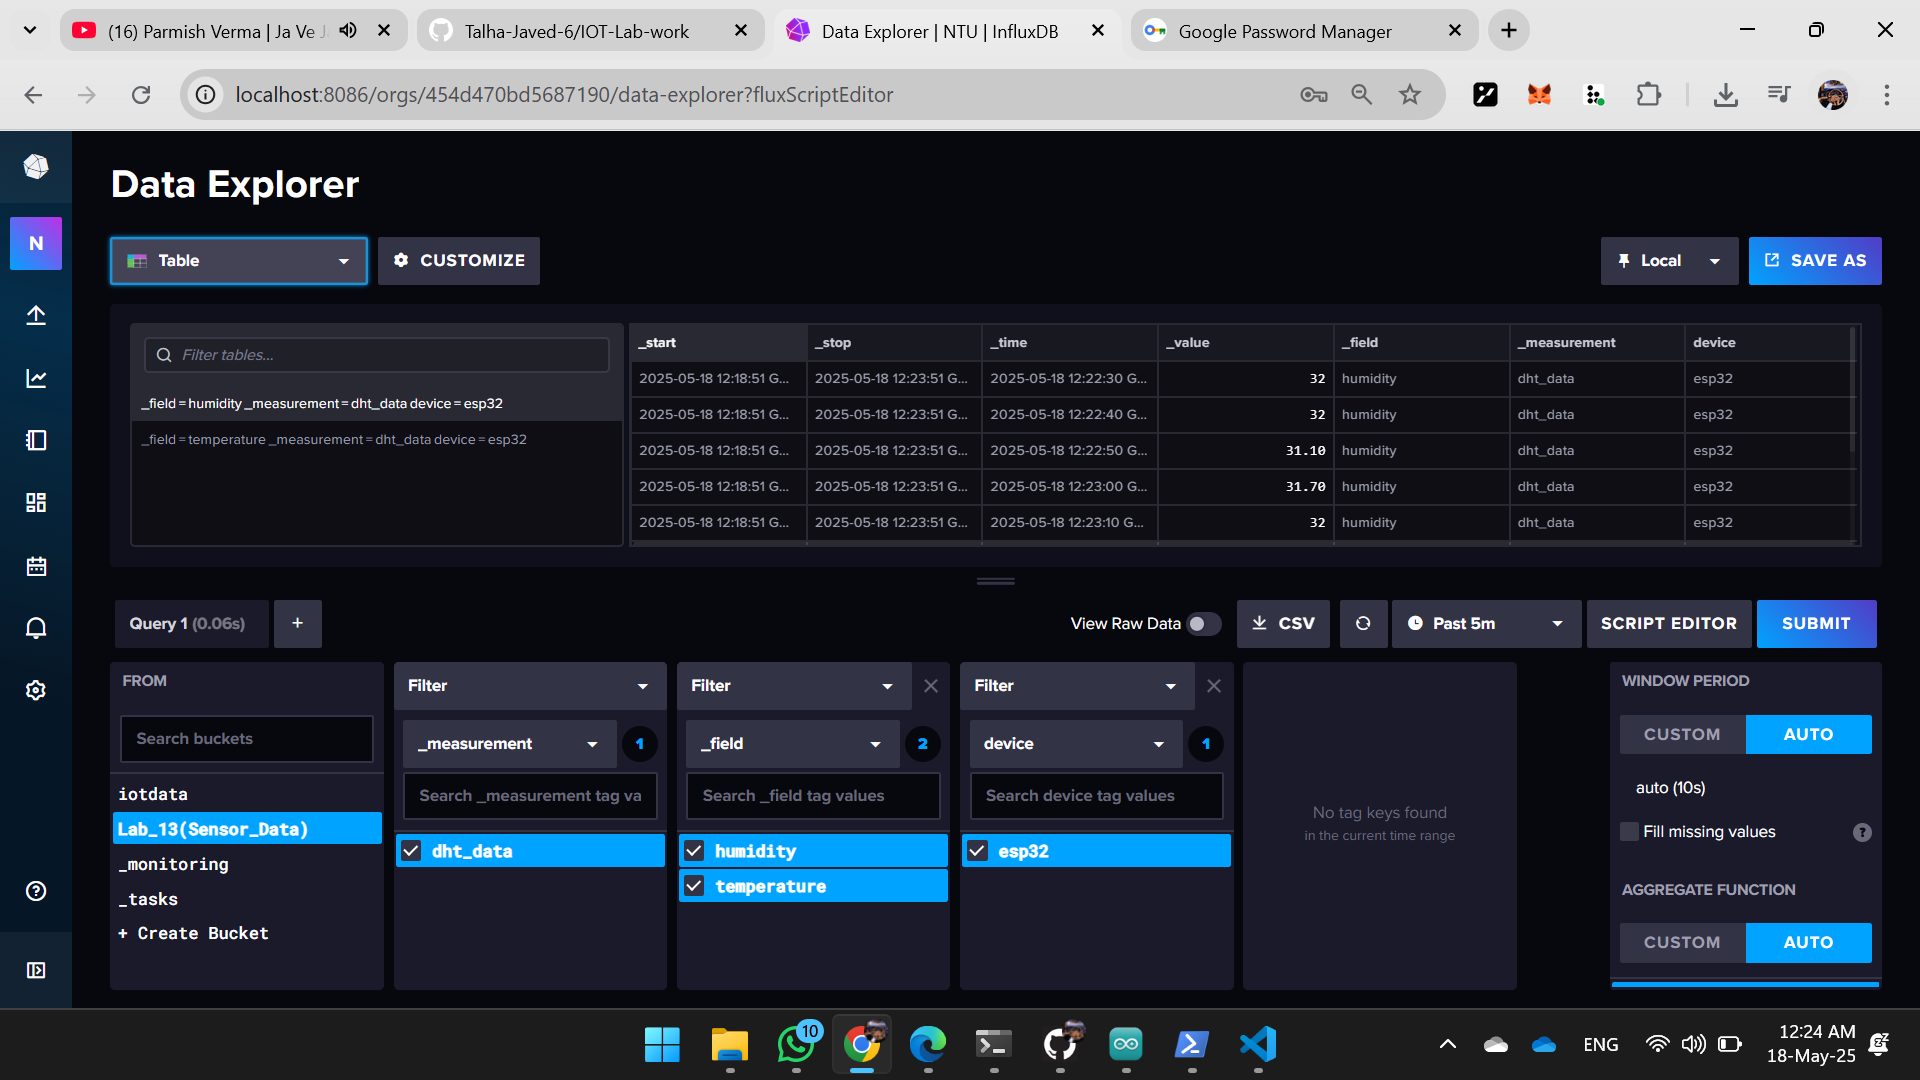 (16) Parmish Verma | Ja Ve J
Talha-Javed-6/IOT-Lab-work
Data Explorer | NTU | InfluxDB
Google Password Manager
localhost:8086/orgs/454d470bd5687190/data-explorer?fluxScriptEditor
Data Explorer
N
Table
CUSTOMIZE
Local
SAVE AS
Filter tables...
_field = humidity _measurement = dht_data device = esp32
_field = temperature _measurement = dht_data device = esp32
_start _stop _time _value _field _measurement device
2025-05-18 12:18:51 G... 2025-05-18 12:23:51 G... 2025-05-18 12:22:30 G... 32 humidity dht_data esp32
2025-05-18 12:18:51 G... 2025-05-18 12:23:51 G... 2025-05-18 12:22:40 G... 32 humidity dht_data esp32
2025-05-18 12:18:51 G... 2025-05-18 12:23:51 G... 2025-05-18 12:22:50 G... 31.10 humidity dht_data esp32
2025-05-18 12:18:51 G... 2025-05-18 12:23:51 G... 2025-05-18 12:23:00 G... 31.70 humidity dht_data esp32
2025-05-18 12:18:51 G... 2025-05-18 12:23:51 G... 2025-05-18 12:23:10 G... 32 humidity dht_data esp32
Query 1 (0.06s)
+
View Raw Data
CSV
Past 5m
SCRIPT EDITOR
SUBMIT
FROM
Search buckets
iotdata
Lab_13(Sensor_Data)
_monitoring
_tasks
+ Create Bucket
Filter
_measurement
1
Search _measurement tag va
dht_data
Filter
_field
2
Search _field tag values
humidity
temperature
Filter
device
1
Search device tag values
esp32
No tag keys found
in the current time range
WINDOW PERIOD
CUSTOM AUTO
auto (10s)
Fill missing values
?
AGGREGATE FUNCTION
CUSTOM AUTO
10
ENG
12:24 AM
18-May-25